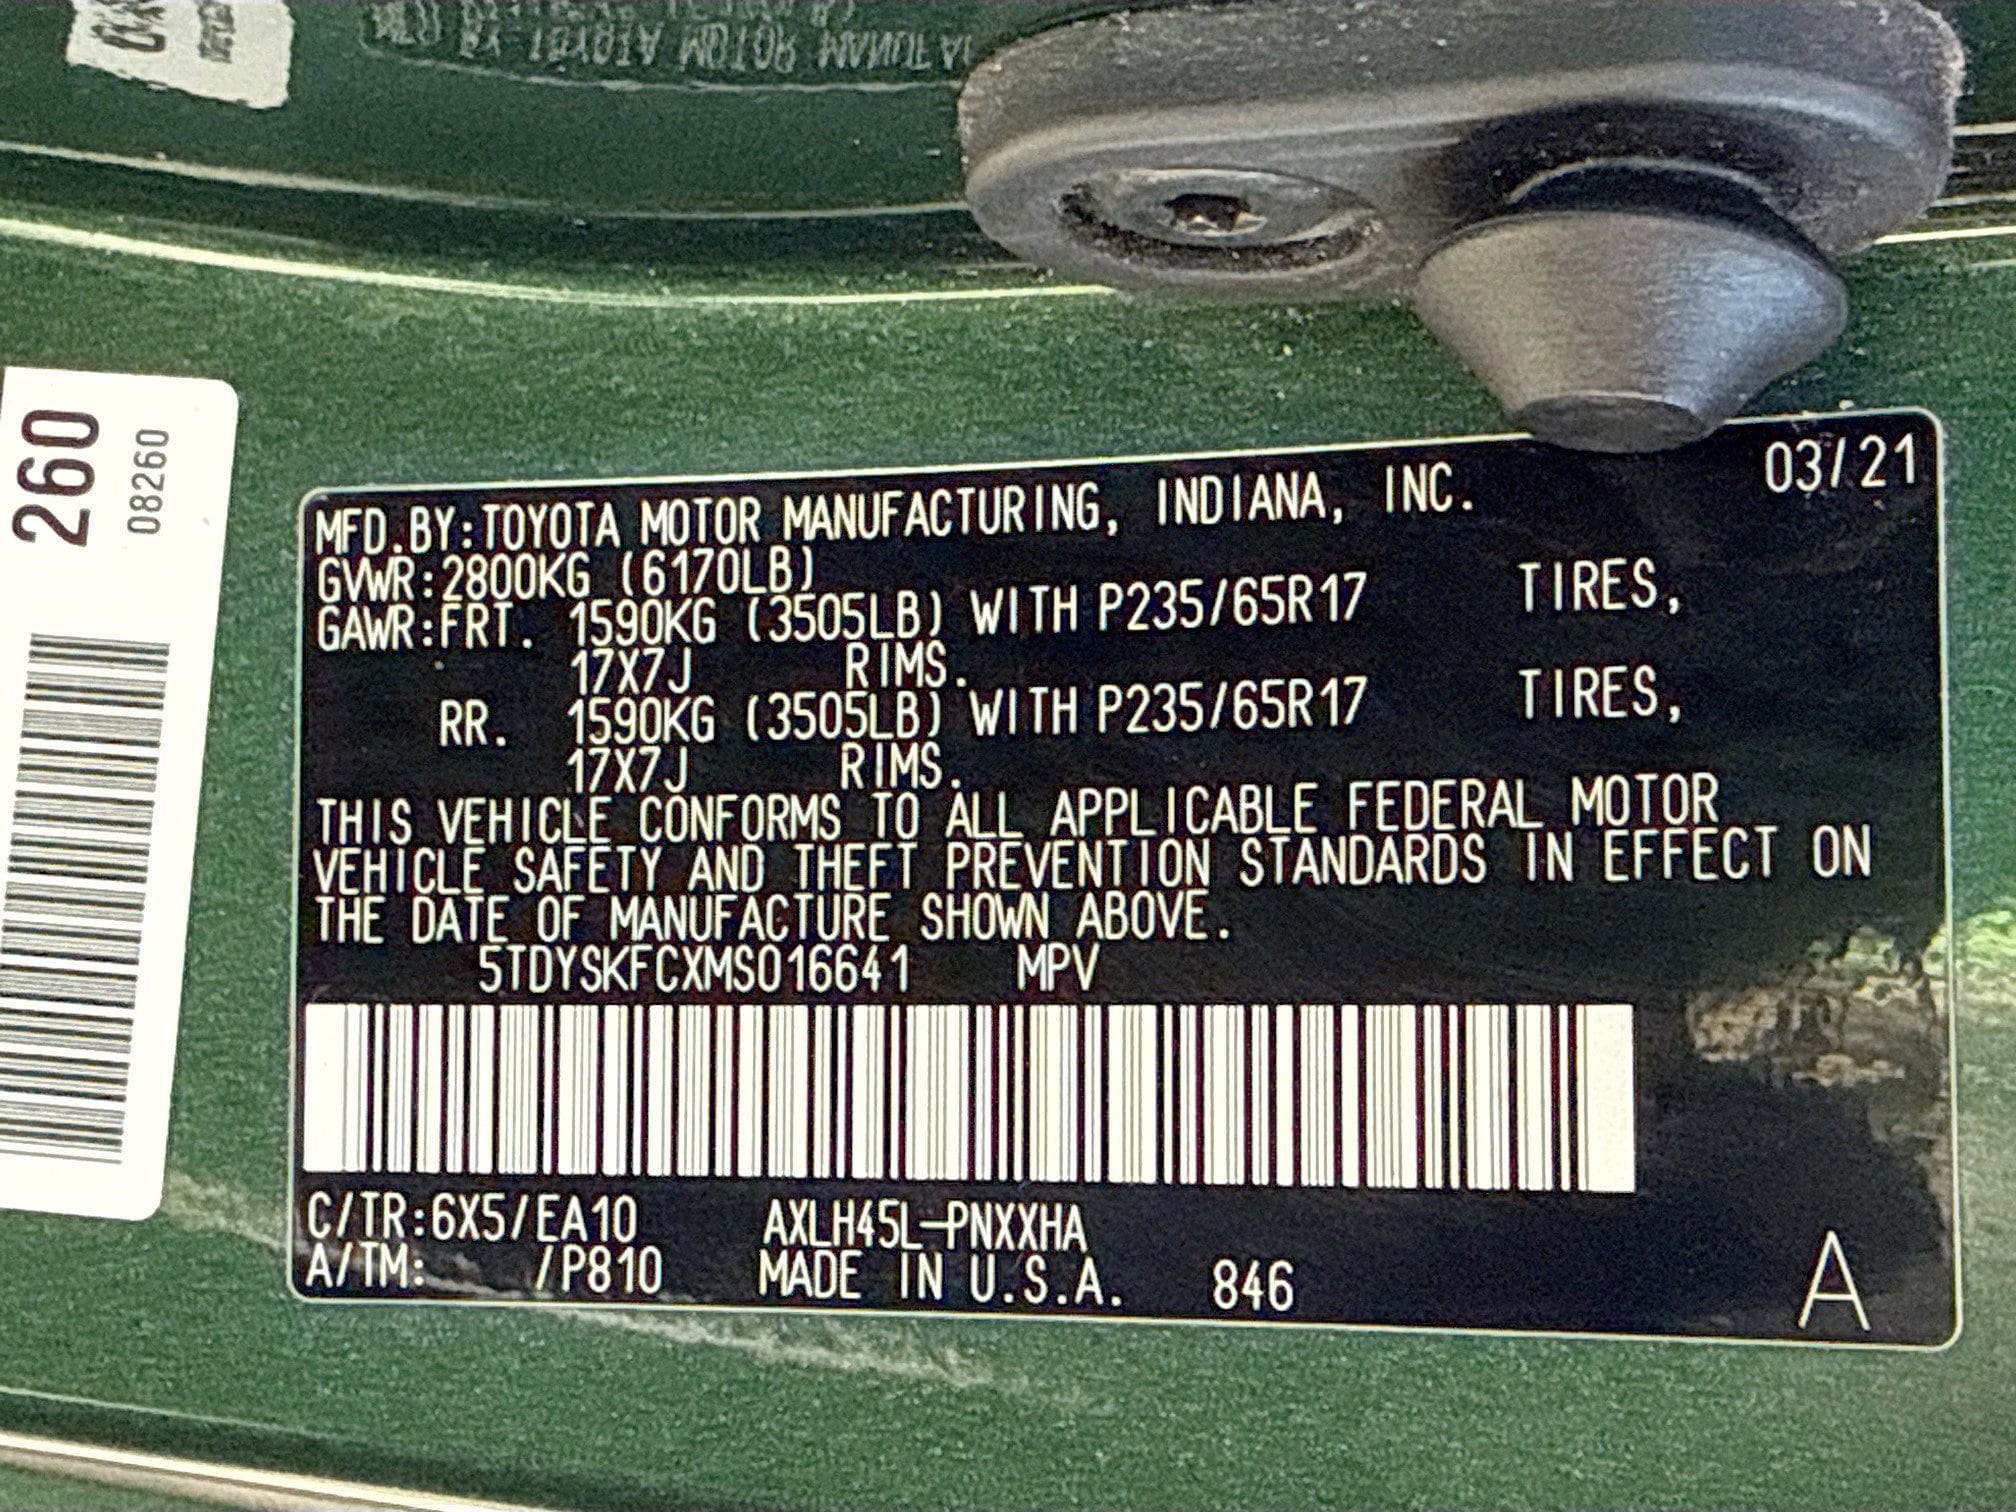 260
08260
03/21
MFD.BY:TOYOTA MOTOR MANUFACTURING, INDIANA, INC.
GVWR:2800KG (6170LB)
GAWR:FRT. 1590KG (3505LB) WITH P235/65R17 TIRES,
17X7J RIMS.
RR. 1590KG (3505LB) WITH P235/65R17 TIRES,
17X7J RIMS.
THIS VEHICLE CONFORMS TO ALL APPLICABLE FEDERAL MOTOR
VEHICLE SAFETY AND THEFT PREVENTION STANDARDS IN EFFECT ON
THE DATE OF MANUFACTURE SHOWN ABOVE.
5TDYSKFCXMS016641 MPV
C/TR:6X5/EA10 AXLH45L-PNXXHA
A/TM: /P810 MADE IN U.S.A. 846
A